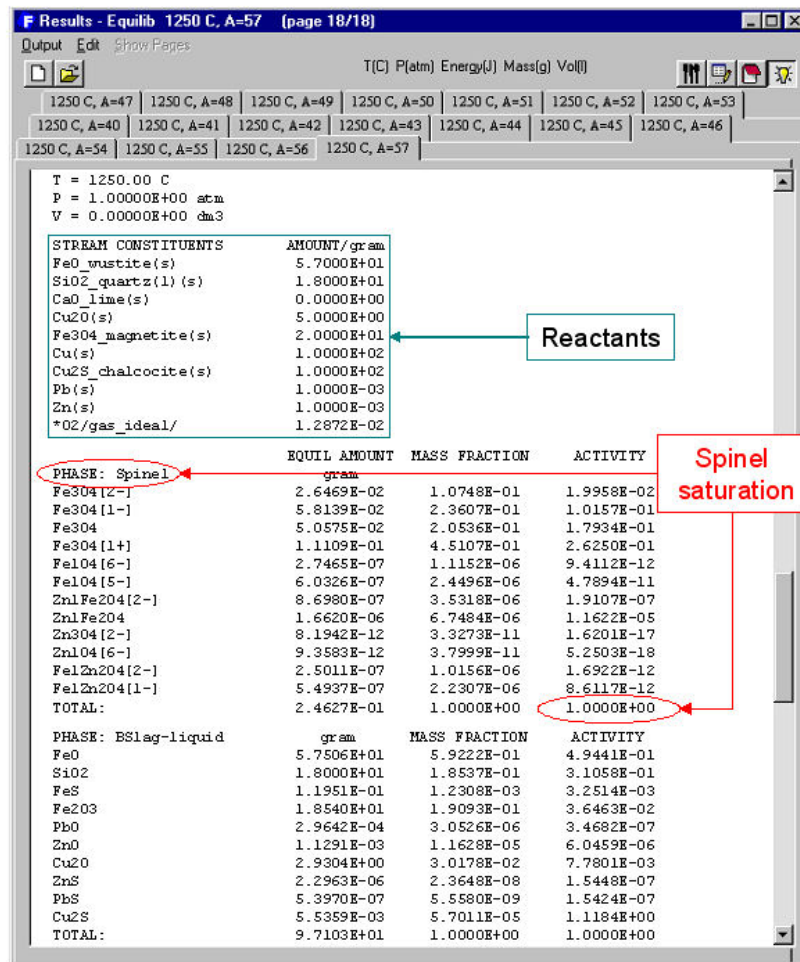 F Results - Equilib 1250 C, A=57 (page 18/18)
Output Edit Show Pages
T(C) P(atm) Energy(J) Mass(g) Vol(l)
1250 C, A=47 1250 C, A=48 1250 C, A=49 1250 C, A=50 1250 C, A=51 1250 C, A=52 1250 C, A=53
1250 C, A=40 1250 C, A=41 1250 C, A=42 1250 C, A=43 1250 C, A=44 1250 C, A=45 1250 C, A=46
1250 C, A=54 1250 C, A=55 1250 C, A=56 1250 C, A=57
T = 1250.00 C
P = 1.00000E+00 atm
V = 0.00000E+00 dm3
STREAM CONSTITUENTS AMOUNT/gram
FeO_wustite(s) 5.7000E+01
SiO2_quartz(l)(s) 1.8000E+01
CaO_lime(s) 0.0000E+00
Cu2O(s) 5.0000E+00
Fe3O4_magnetite(s) 2.0000E+01
Cu(s) 1.0000E+02
Cu2S_chalcocite(s) 1.0000E+02
Pb(s) 1.0000E-03
Zn(s) 1.0000E-03
*O2/gas_ideal/ 1.2872E-02
Reactants
EQUIL AMOUNT MASS FRACTION ACTIVITY
PHASE: Spinel gram
Fe3O4[2-] 2.6469E-02 1.0748E-01 1.9958E-02
Fe3O4[1-] 5.8139E-02 2.3607E-01 1.0157E-01
Fe3O4 5.0575E-02 2.0536E-01 1.7934E-01
Fe3O4[1+] 1.1109E-01 4.5107E-01 2.6250E-01
Fe1O4[6-] 2.7465E-07 1.1152E-06 9.4112E-12
Fe1O4[5-] 6.0326E-07 2.4496E-06 4.7894E-11
Zn1Fe2O4[2-] 8.6980E-07 3.5318E-06 1.9107E-07
Zn1Fe2O4 1.6620E-06 6.7484E-06 1.1622E-05
Zn3O4[2-] 8.1942E-12 3.3273E-11 1.6201E-17
Zn1O4[6-] 9.3583E-12 3.7999E-11 5.2503E-18
Fe1Zn2O4[2-] 2.5011E-07 1.0156E-06 1.6922E-12
Fe1Zn2O4[1-] 5.4937E-07 2.2307E-06 8.6117E-12
TOTAL: 2.4627E-01 1.0000E+00 1.0000E+00
Spinel
saturation
PHASE: BSlag-liquid gram MASS FRACTION ACTIVITY
FeO 5.7506E+01 5.9222E-01 4.9441E-01
SiO2 1.8000E+01 1.8537E-01 3.1058E-01
FeS 1.1951E-01 1.2308E-03 3.2514E-03
Fe2O3 1.8540E+01 1.9093E-01 3.6463E-02
PbO 2.9642E-04 3.0526E-06 3.4682E-07
ZnO 1.1291E-03 1.1628E-05 6.0459E-06
Cu2O 2.9304E+00 3.0178E-02 7.7801E-03
ZnS 2.2963E-06 2.3648E-08 1.5448E-07
PbS 5.3970E-07 5.5580E-09 1.5424E-07
Cu2S 5.5359E-03 5.7011E-05 1.1184E+00
TOTAL: 9.7103E+01 1.0000E+00 1.0000E+00